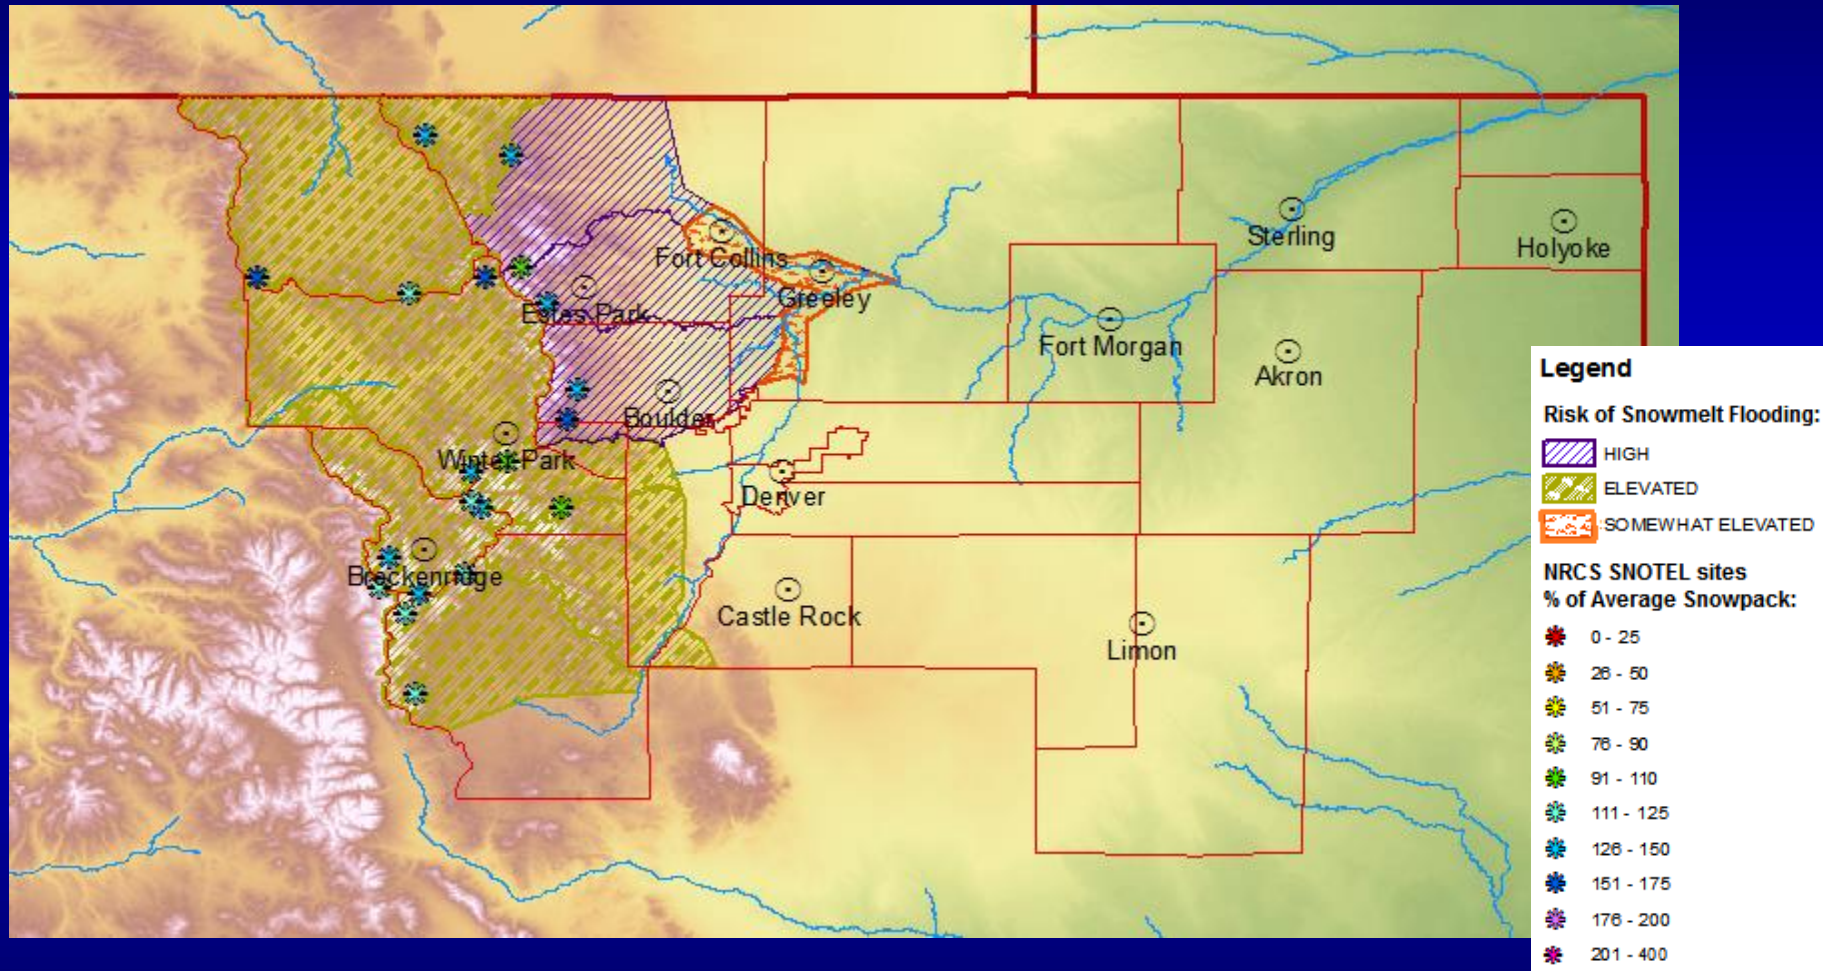 Sterling
Holyoke
Fort Collins
Greeley
Estes Park
Fort Morgan
Akron
Boulder
Winter Park
Denver
Breckenridge
Castle Rock
Limon
Legend
Risk of Snowmelt Flooding:
HIGH
ELEVATED
SOMEWHAT ELEVATED
NRCS SNOTEL sites
% of Average Snowpack:
0 - 25
26 - 50
51 - 75
76 - 90
91 - 110
111 - 125
126 - 150
151 - 175
176 - 200
201 - 400